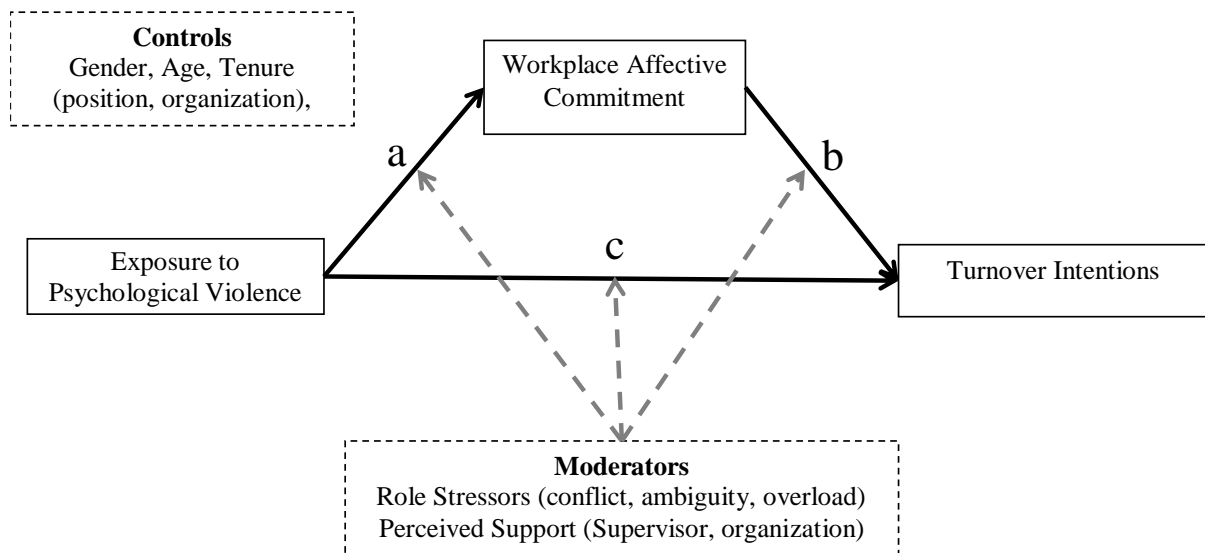 Controls
Gender, Age, Tenure
(position, organization),
Workplace Affective
Commitment
a
b
c
Exposure to
Psychological Violence
Turnover Intentions
Moderators
Role Stressors (conflict, ambiguity, overload)
Perceived Support (Supervisor, organization)